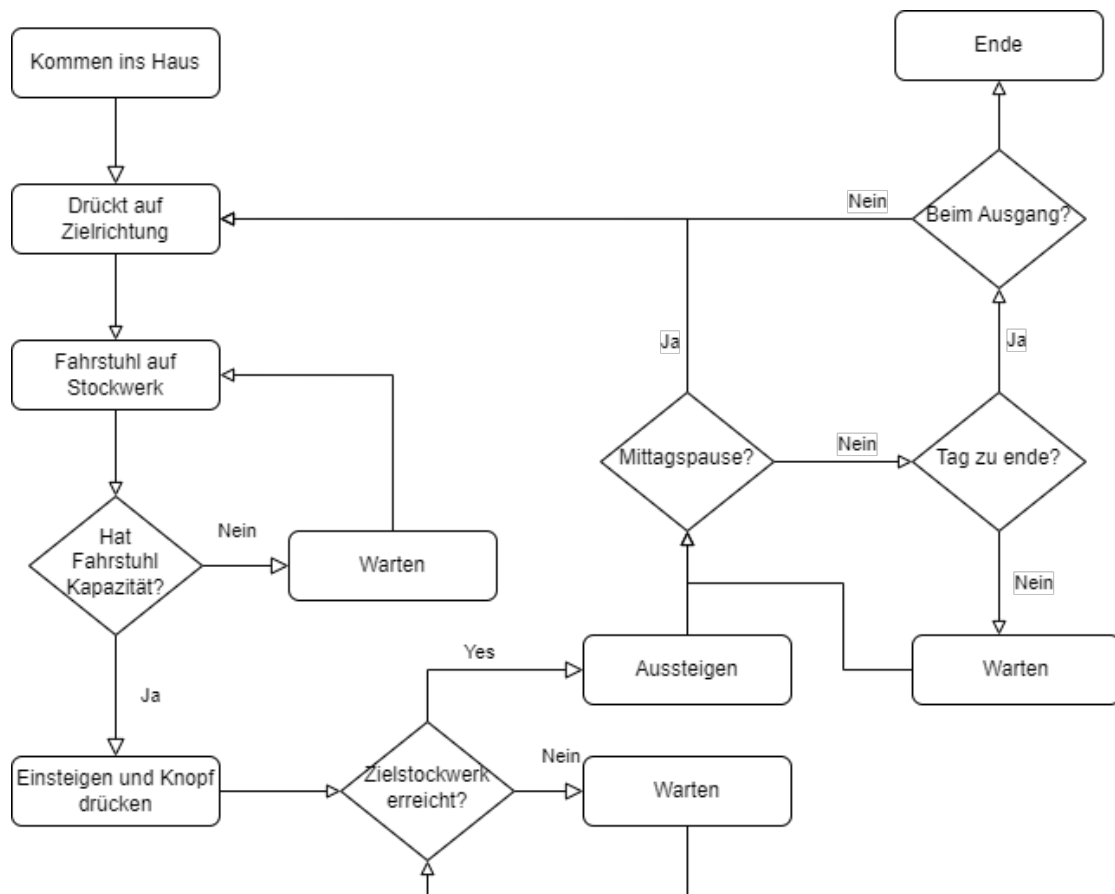 Kommen ins Haus
Ende
Drückt auf
Zielrichtung
Nein
Beim Ausgang?
Fahrstuhl auf
Stockwerk
Ja
Ja
Mittagspause?
Nein
Tag zu ende?
Hat
Fahrstuhl
Kapazität?
Nein
Warten
Nein
Yes
Aussteigen
Warten
Ja
Einsteigen und Knopf
drücken
Zielstockwerk
erreicht?
Nein
Warten